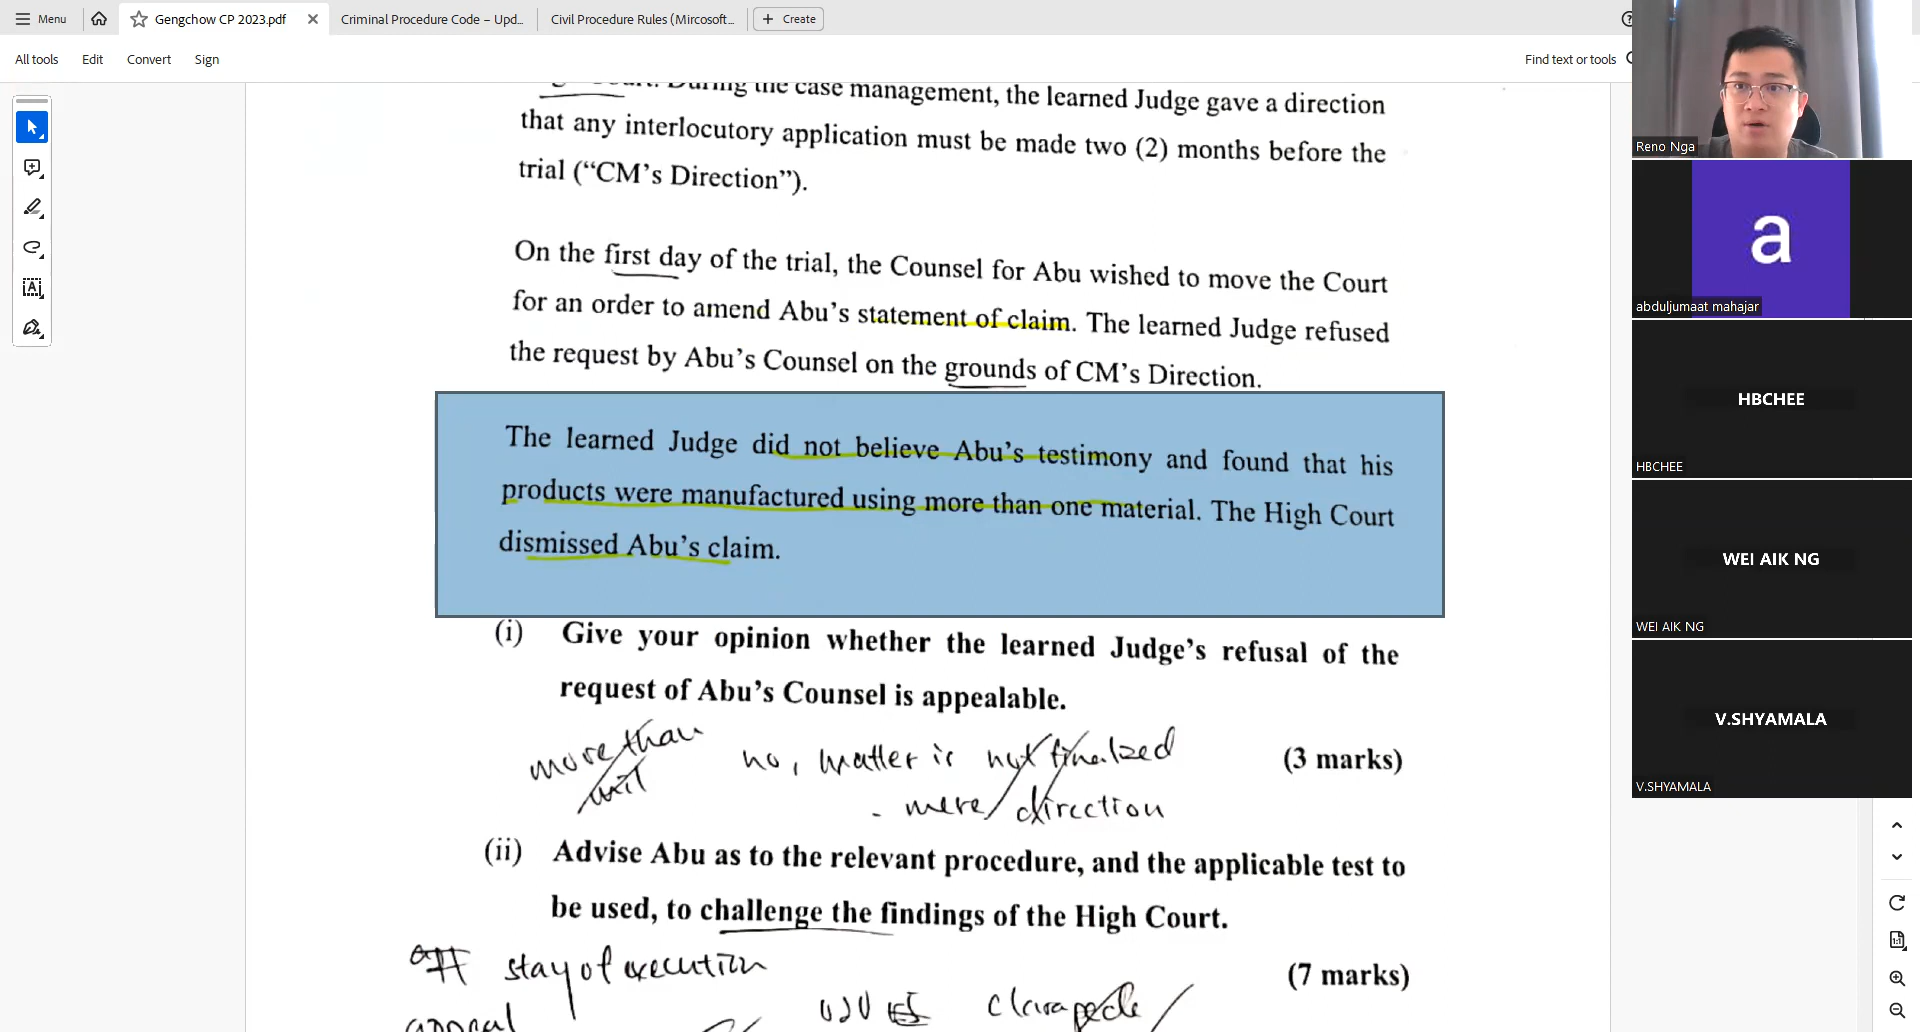 Menu
Gengchow CP 2023.pdf
Criminal Procedure Code – Upd...
Civil Procedure Rules (Mircosoft...
+ Create
All tools
Edit
Convert
Sign
Find text or tools
During the case management, the learned Judge gave a direction
that any interlocutory application must be made two (2) months before the
trial (“CM’s Direction”).
On the first day of the trial, the Counsel for Abu wished to move the Court
for an order to amend Abu’s statement of claim. The learned Judge refused
the request by Abu’s Counsel on the grounds of CM’s Direction.
The learned Judge did not believe Abu’s testimony and found that his
products were manufactured using more than one material. The High Court
dismissed Abu’s claim.
(i) Give your opinion whether the learned Judge’s refusal of the
request of Abu’s Counsel is appealable.
more than
no, matter is not finalized
(3 marks)
- mere direction
(ii) Advise Abu as to the relevant procedure, and the applicable test to
be used, to challenge the findings of the High Court.
stay of execution
(7 marks)
appeal
Reno Nga
a
abduljumaat mahajar
HBCHEE
HBCHEE
WEI AIK NG
WEI AIK NG
V.SHYAMALA
V.SHYAMALA